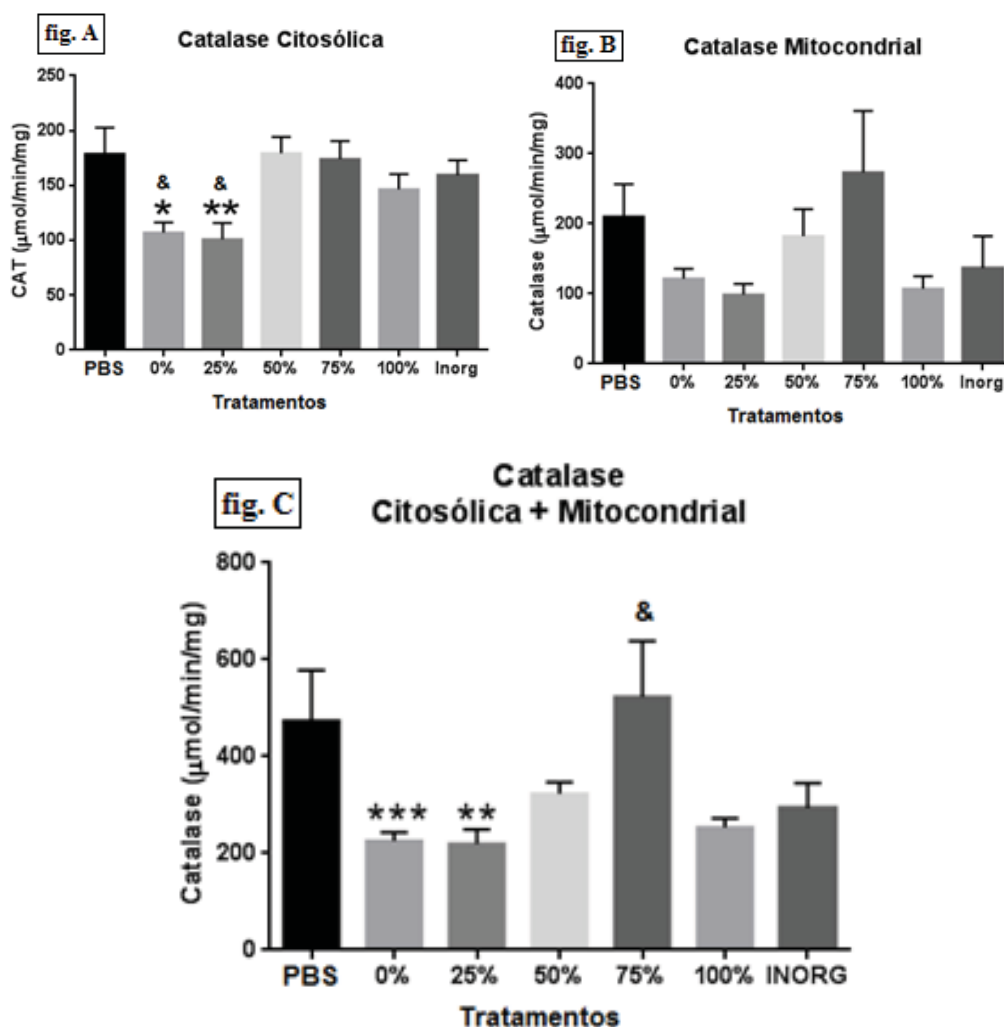 fig. A
Catalase Citosólica
CAT (μmol/min/mg)
250
200
150
100
50
0
&
*
&
**
PBS
0%
25%
50%
75%
100%
Inorg
Tratamentos
fig. B
Catalase Mitocondrial
Catalase (μmol/min/mg)
400
300
200
100
0
PBS
0%
25%
50%
75%
100%
Inorg
Tratamentos
fig. C
Catalase
Citosólica + Mitocondrial
Catalase (μmol/min/mg)
800
600
400
200
0
***
**
&
PBS
0%
25%
50%
75%
100%
INORG
Tratamentos